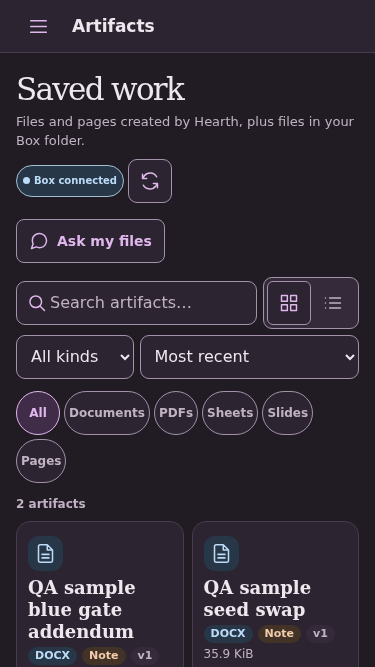 Artifacts
Saved work
Files and pages created by Hearth, plus files in your
Box folder.
Box connected
Ask my files
Search artifacts...
All kinds
Most recent
All
Documents
PDFs
Sheets
Slides
Pages
2 artifacts
QA sample
blue gate
addendum
DOCX Note v1
QA sample
seed swap
DOCX Note v1
35.9 KiB